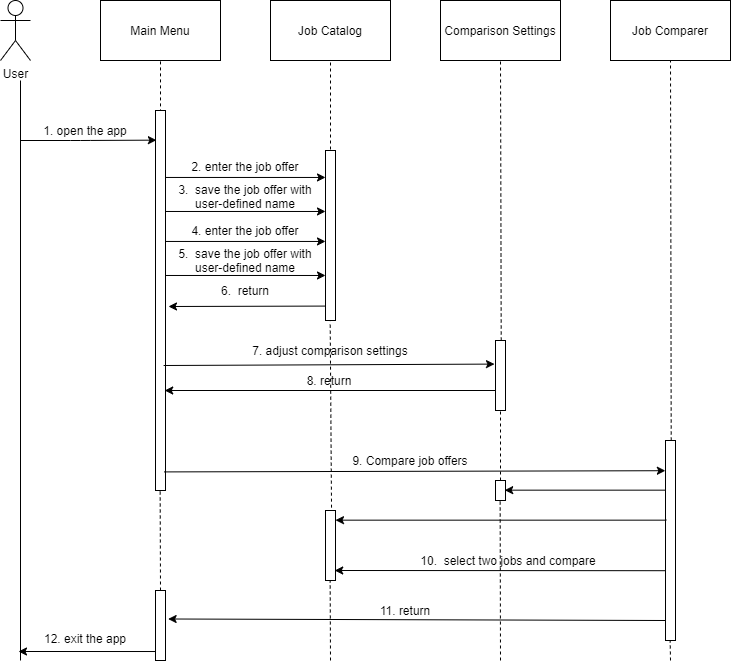 Main Menu
Job Catalog
Comparison Settings
Job Comparer
User
1. open the app
2. enter the job offer
3. save the job offer with
user-defined name
4. enter the job offer
5. save the job offer with
user-defined name
6. return
7. adjust comparison settings
8. return
9. Compare job offers
10. select two jobs and compare
11. return
12. exit the app